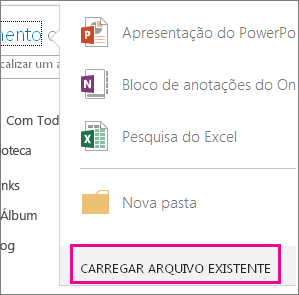 mento
Apresentação do PowerPo
calizar um a
Bloco de anotações do On
Com Tod
Pesquisa do Excel
ioteca
nks
Nova pasta
Álbum
og
CARREGAR ARQUIVO EXISTENTE